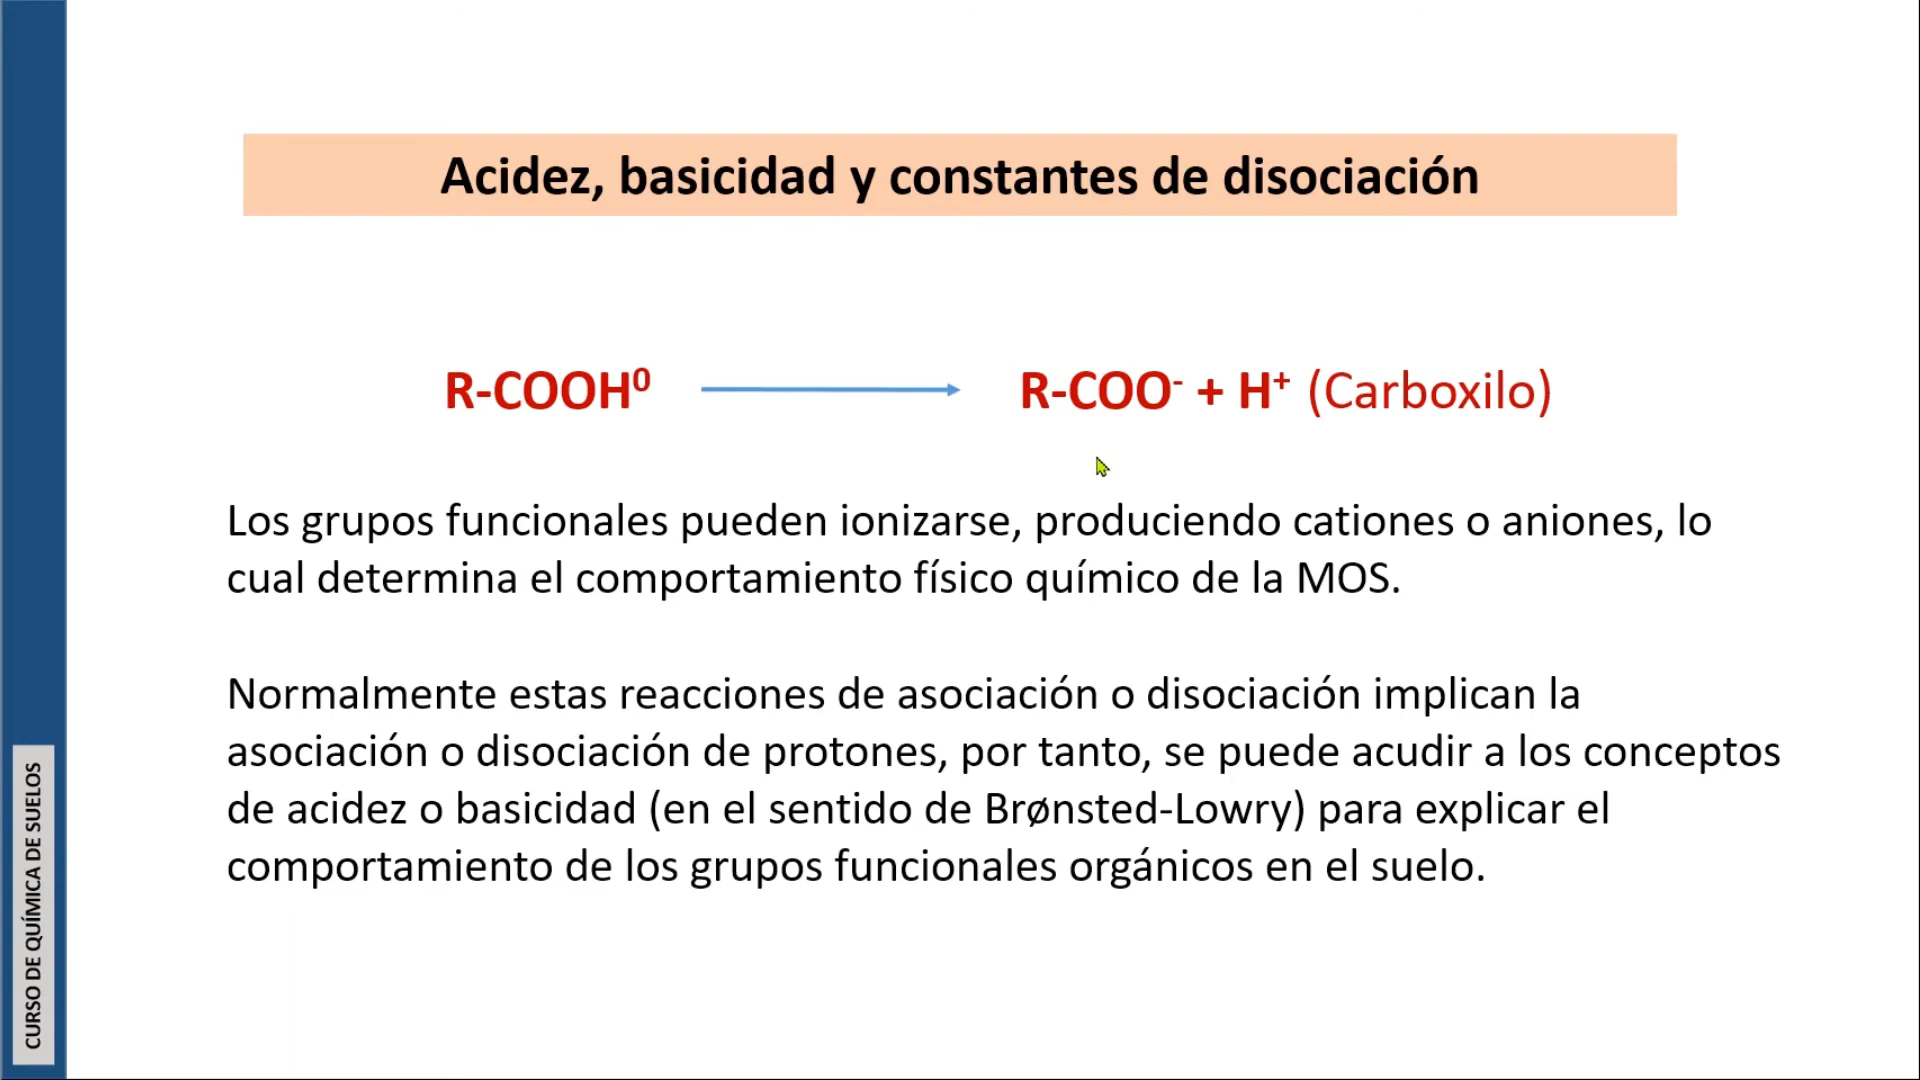 Acidez, basicidad y constantes de disociación
R-COOH⁰ → R-COO⁻ + H⁺ (Carboxilo)
Los grupos funcionales pueden ionizarse, produciendo cationes o aniones, lo
cual determina el comportamiento físico químico de la MOS.
Normalmente estas reacciones de asociación o disociación implican la
asociación o disociación de protones, por tanto, se puede acudir a los conceptos
de acidez o basicidad (en el sentido de Brønsted-Lowry) para explicar el
comportamiento de los grupos funcionales orgánicos en el suelo.
CURSO DE QUÍMICA DE SUELOS